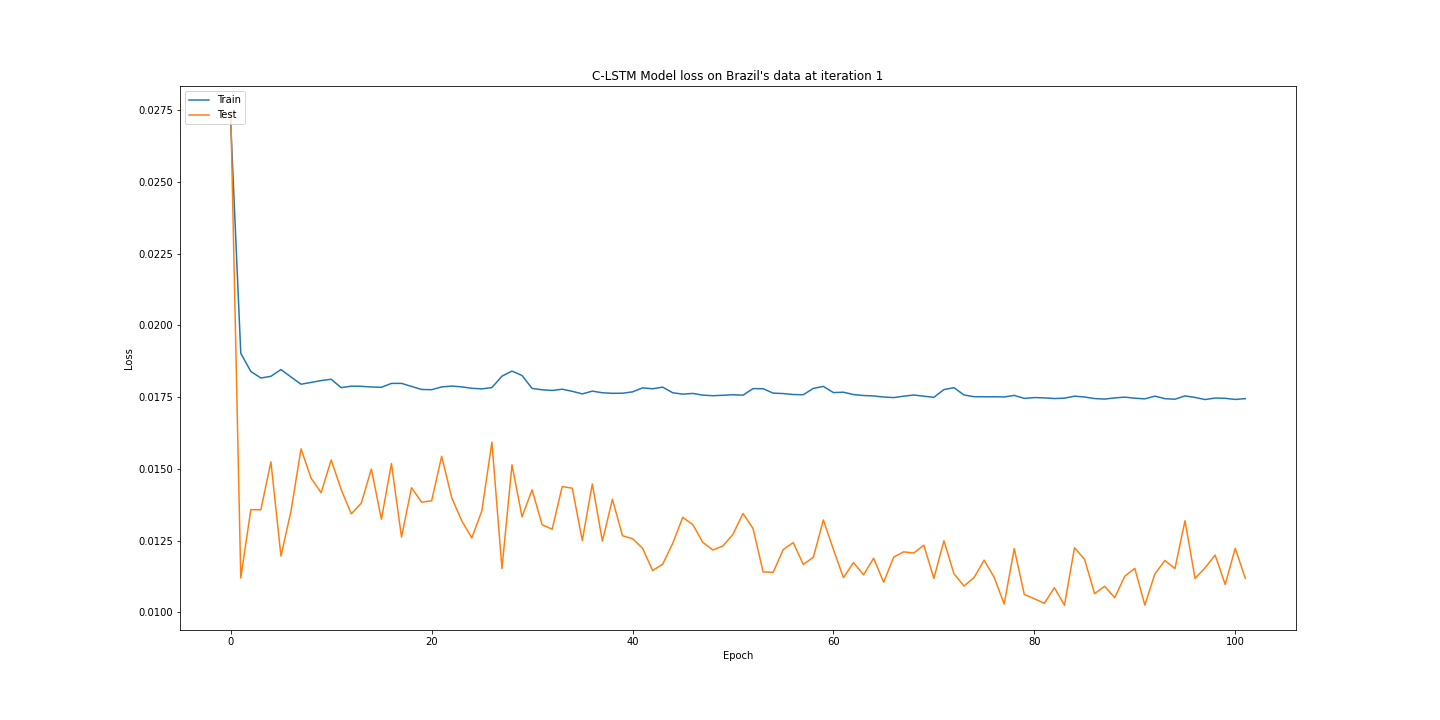 C-LSTM Model loss on Brazil's data at iteration 1
Train
Test
0.0275
0.0250
0.0225
0.0200
0.0175
0.0150
0.0125
0.0100
Loss
0 20 40 60 80 100
Epoch